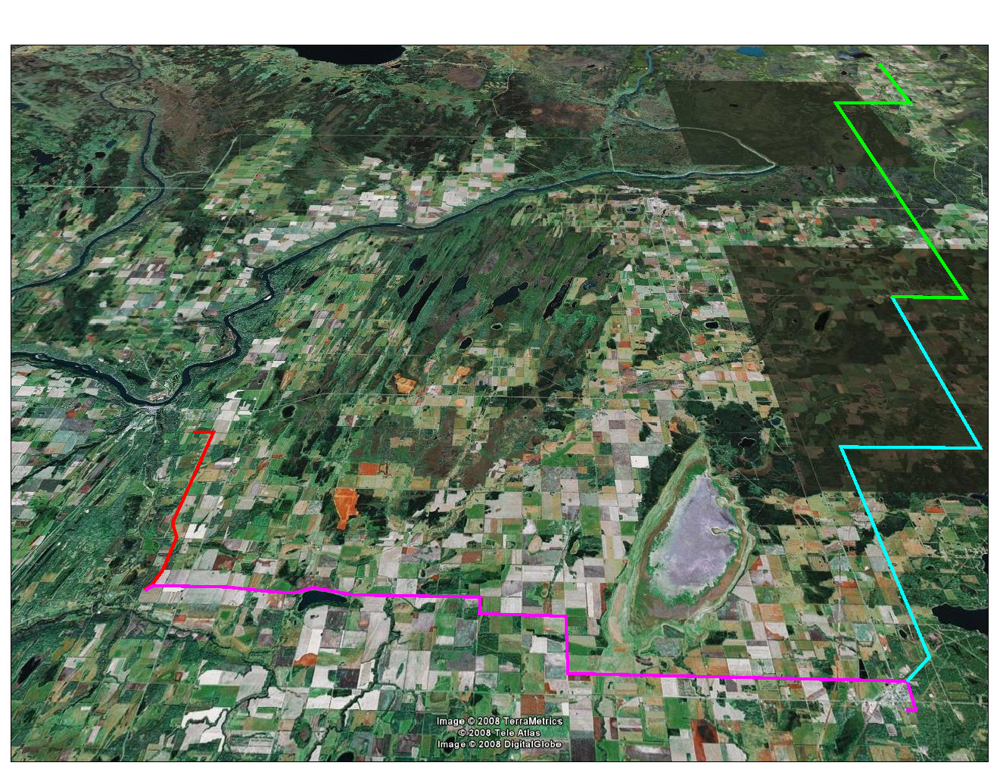 Image © 2008 TerraMetrics
© 2008 Tele Atlas
Image © 2008 DigitalGlobe